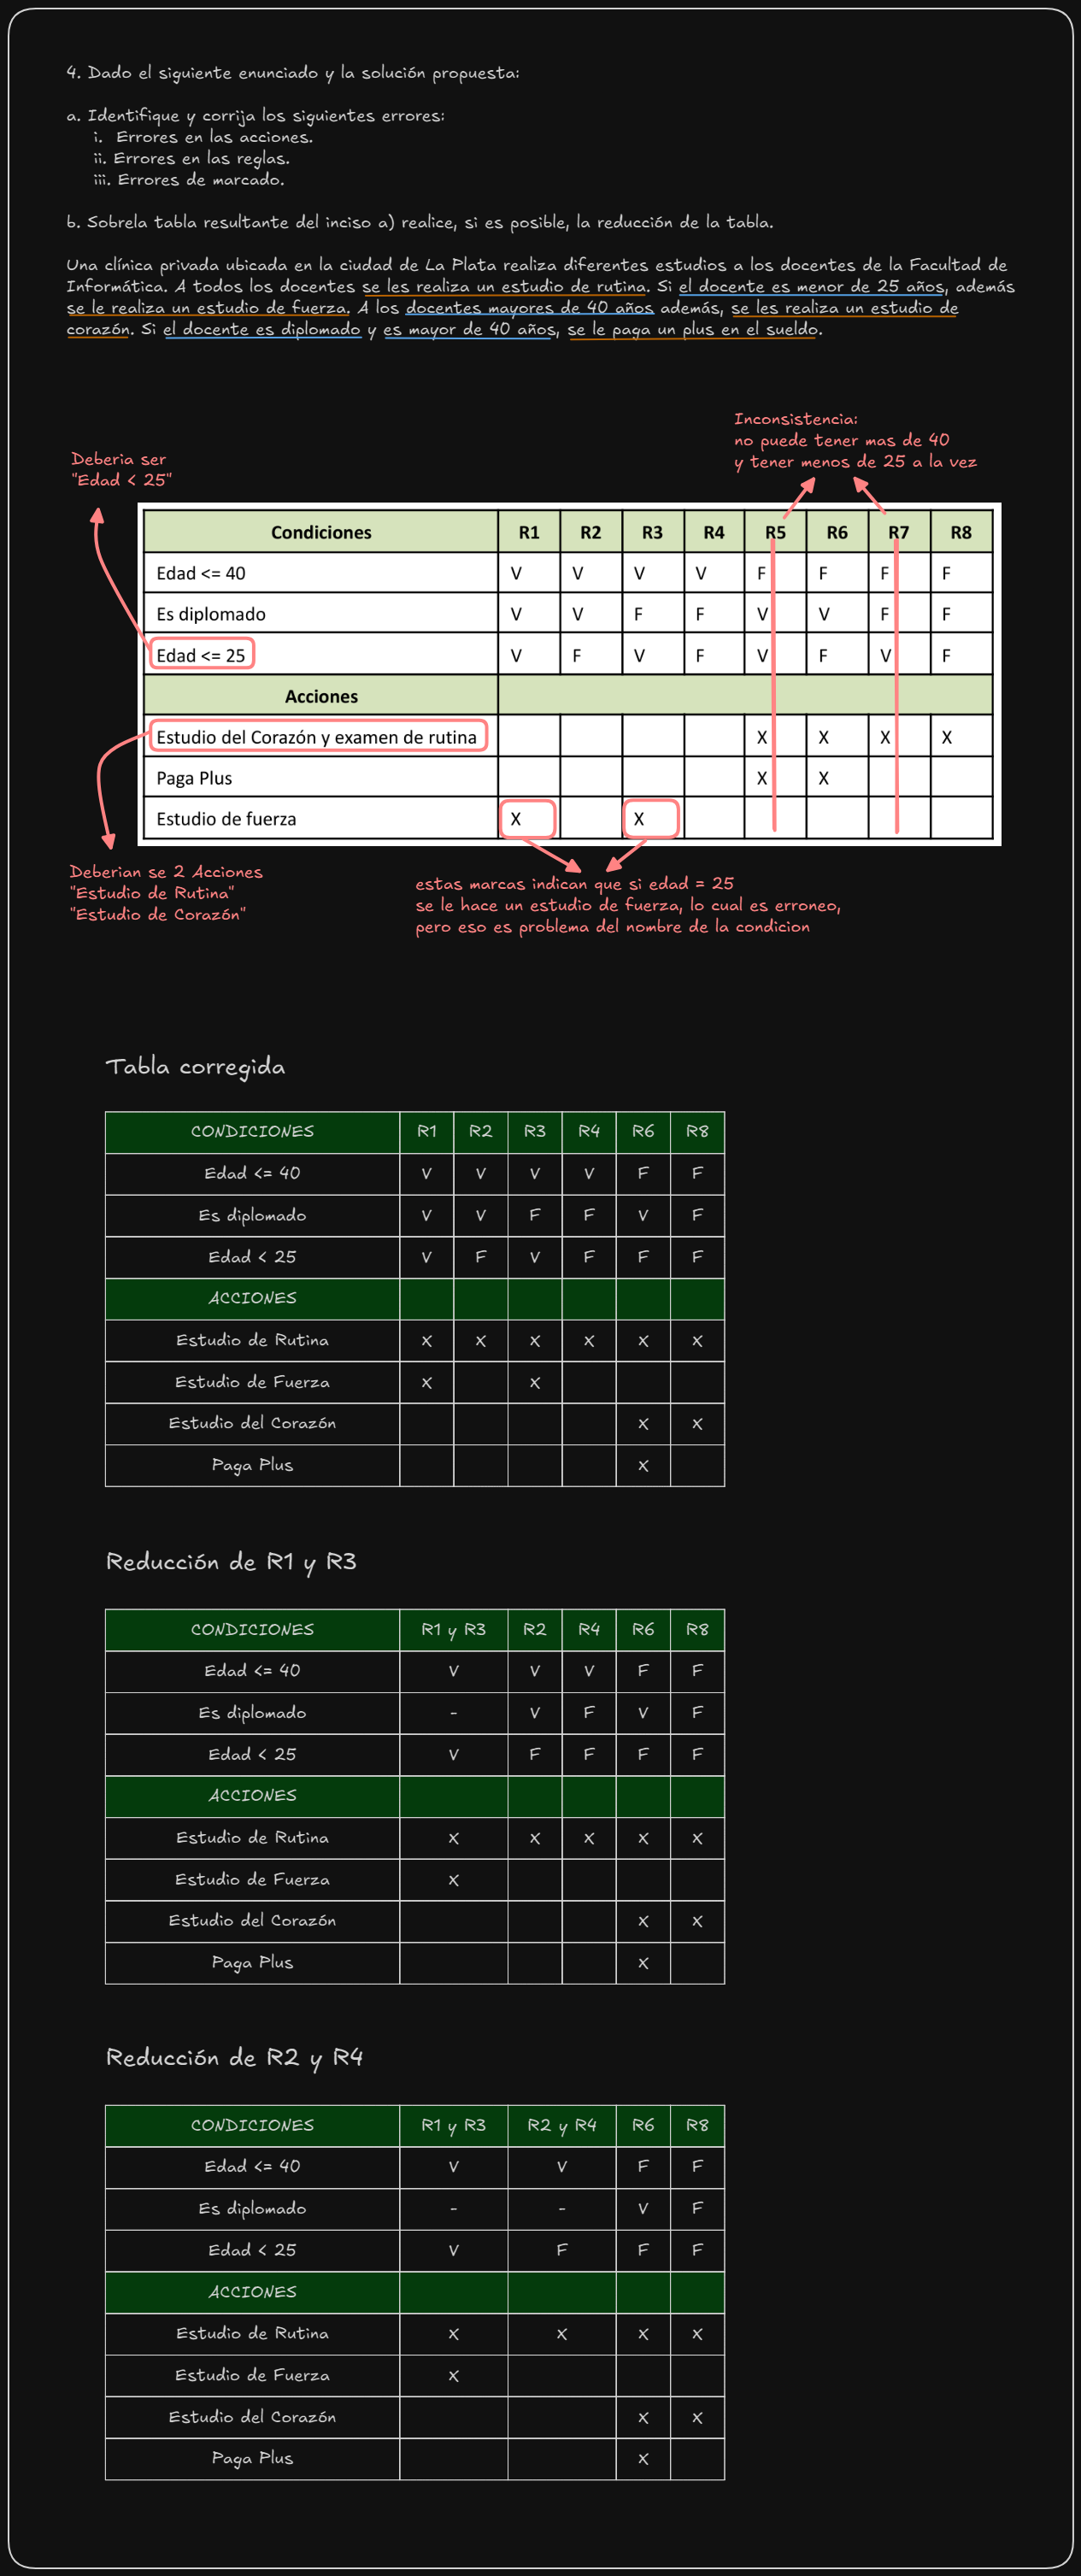 4. Dado el siguiente enunciado y la solución propuesta:
a. Identifique y corrija los siguientes errores:
i. Errores en las acciones.
ii. Errores en las reglas.
iii. Errores de marcado.
b. Sobrela tabla resultante del inciso a) realice, si es posible, la reducción de la tabla.
Una clínica privada ubicada en la ciudad de La Plata realiza diferentes estudios a los docentes de la Facultad de
Informática. A todos los docentes se les realiza un estudio de rutina. Si el docente es menor de 25 años, además
se le realiza un estudio de fuerza. A los docentes mayores de 40 años además, se les realiza un estudio de
corazón. Si el docente es diplomado y es mayor de 40 años, se le paga un plus en el sueldo.
Inconsistencia:
no puede tener mas de 40
y tener menos de 25 a la vez
Deberia ser
"Edad < 25"
Condiciones R1 R2 R3 R4 R5 R6 R7 R8
Edad <= 40 V V V V F F F F
Es diplomado V V F F V V F F
Edad <= 25 V F V F V F V F
Acciones
Estudio del Corazón y examen de rutina X X X X
Paga Plus X X
Estudio de fuerza X X
Deberian se 2 Acciones
"Estudio de Rutina"
"Estudio de Corazón"
estas marcas indican que si edad = 25
se le hace un estudio de fuerza, lo cual es erroneo,
pero eso es problema del nombre de la condicion
Tabla corregida
CONDICIONES R1 R2 R3 R4 R6 R8
Edad <= 40 V V V V F F
Es diplomado V V F F V F
Edad < 25 V F V F F F
ACCIONES
Estudio de Rutina X X X X X X
Estudio de Fuerza X X
Estudio del Corazón X X
Paga Plus X
Reducción de R1 y R3
CONDICIONES R1 y R3 R2 R4 R6 R8
Edad <= 40 V V V F F
Es diplomado - V F V F
Edad < 25 V F F F F
ACCIONES
Estudio de Rutina X X X X X
Estudio de Fuerza X
Estudio del Corazón X X
Paga Plus X
Reducción de R2 y R4
CONDICIONES R1 y R3 R2 y R4 R6 R8
Edad <= 40 V V F F
Es diplomado - - V F
Edad < 25 V F F F
ACCIONES
Estudio de Rutina X X X X
Estudio de Fuerza X
Estudio del Corazón X X
Paga Plus X